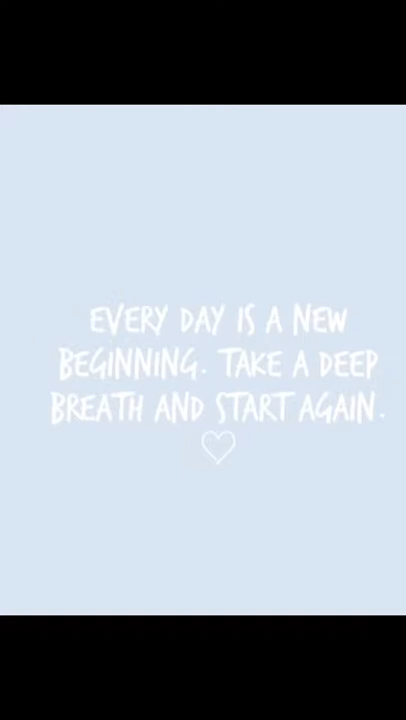 EVERY DAY IS A NEW
BEGINNING. TAKE A DEEP
BREATH AND START AGAIN.